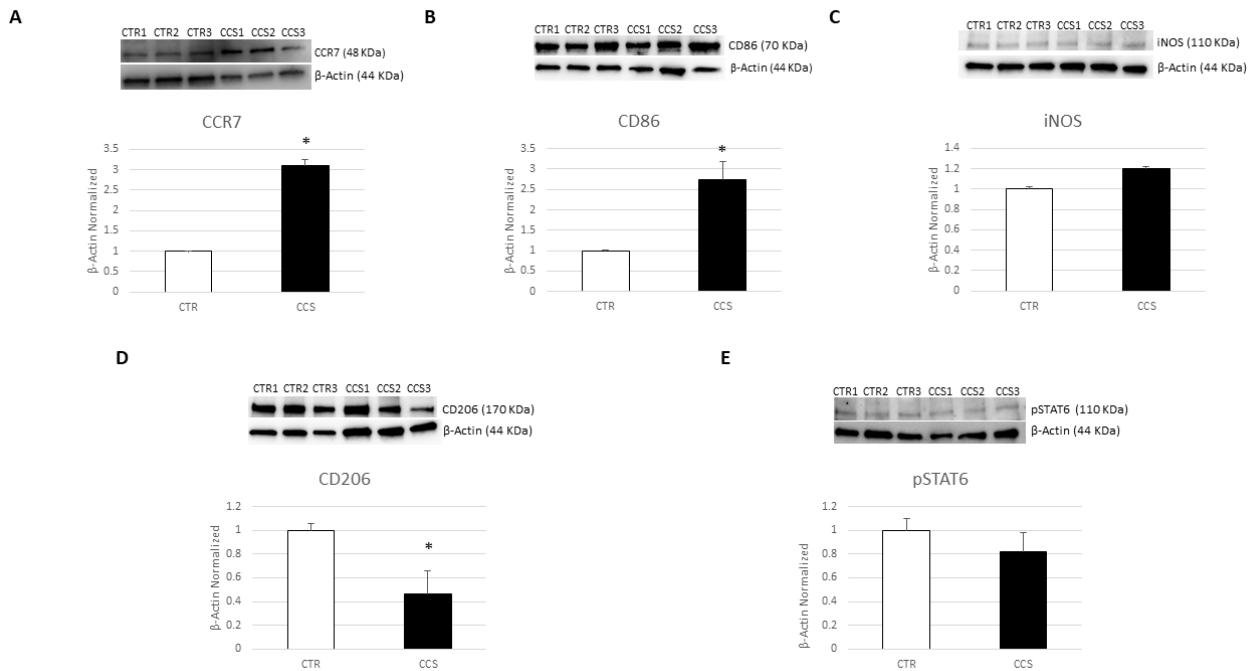 A
CTR1 CTR2 CTR3 CCS1 CCS2 CCS3
CCR7 (48 KDa)
β-Actin (44 KDa)
CCR7
β-Actin Normalized
3.5
*
3
2.5
2
1.5
1
0.5
0
CTR CCS
B
CTR1 CTR2 CTR3 CCS1 CCS2 CCS3
CD86 (70 KDa)
β-Actin (44 KDa)
CD86
β-Actin Normalized
3.5
*
3
2.5
2
1.5
1
0.5
0
CTR CCS
C
CTR1 CTR2 CTR3 CCS1 CCS2 CCS3
iNOS (110 KDa)
β-Actin (44 KDa)
iNOS
β-Actin Normalized
1.4
1.2
1
0.8
0.6
0.4
0.2
0
CTR CCS
D
CTR1 CTR2 CTR3 CCS1 CCS2 CCS3
CD206 (170 KDa)
β-Actin (44 KDa)
CD206
β-Actin Normalized
1.2
1
*
0.8
0.6
0.4
0.2
0
CTR CCS
E
CTR1 CTR2 CTR3 CCS1 CCS2 CCS3
pSTAT6 (110 KDa)
β-Actin (44 KDa)
pSTAT6
β-Actin Normalized
1.2
1
0.8
0.6
0.4
0.2
0
CTR CCS